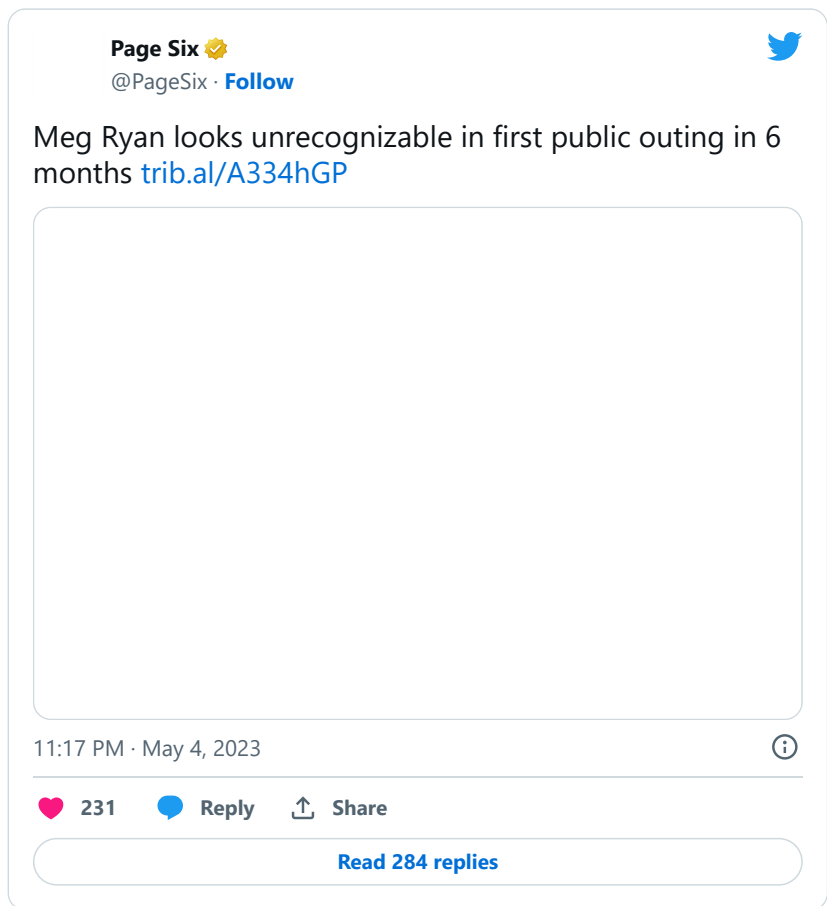 Page Six
@PageSix · Follow
Meg Ryan looks unrecognizable in first public outing in 6
months trib.al/A334hGP
11:17 PM · May 4, 2023
231 Reply Share
Read 284 replies